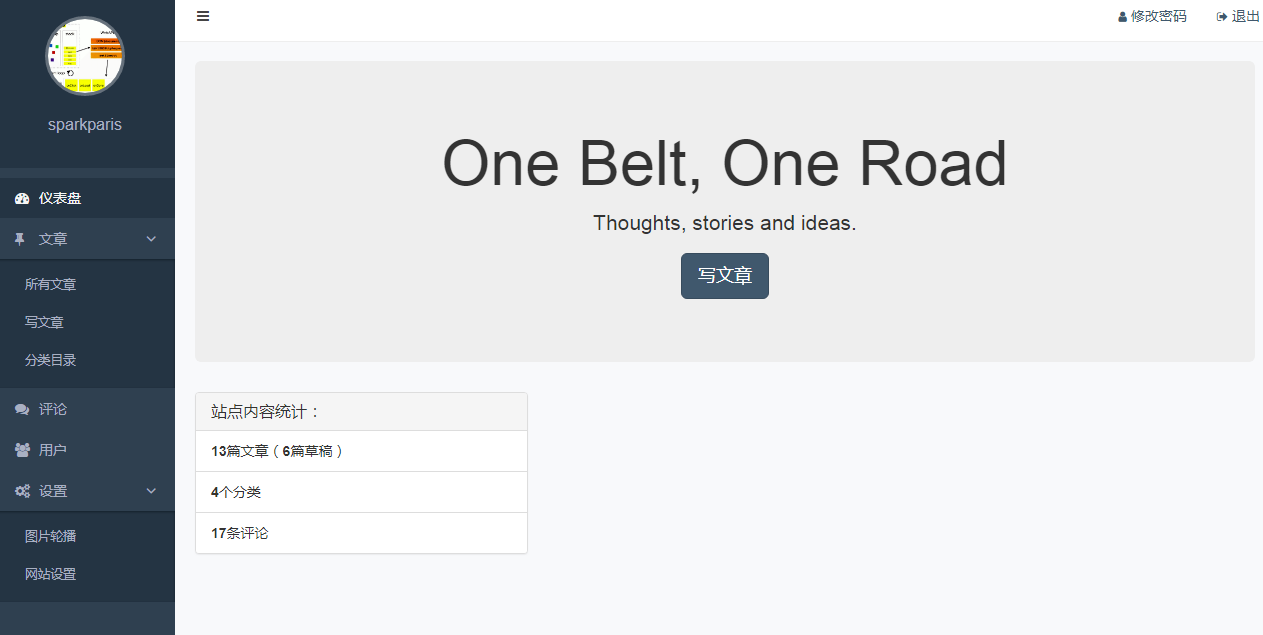 修改密码 退出
sparkparis
仪表盘
文章
所有文章
写文章
分类目录
评论
用户
设置
图片轮播
网站设置
One Belt, One Road
Thoughts, stories and ideas.
写文章
站点内容统计：
13篇文章（6篇草稿）
4个分类
17条评论